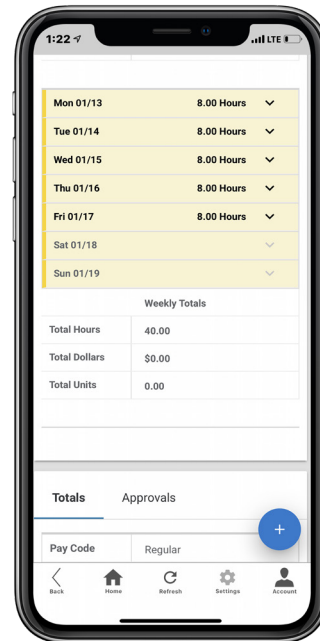 1:22 LTE
Mon 01/13 8.00 Hours
Tue 01/14 8.00 Hours
Wed 01/15 8.00 Hours
Thu 01/16 8.00 Hours
Fri 01/17 8.00 Hours
Sat 01/18
Sun 01/19
Weekly Totals
Total Hours 40.00
Total Dollars $0.00
Total Units 0.00
Totals Approvals
+
Pay Code Regular
Back Home Refresh Settings Account